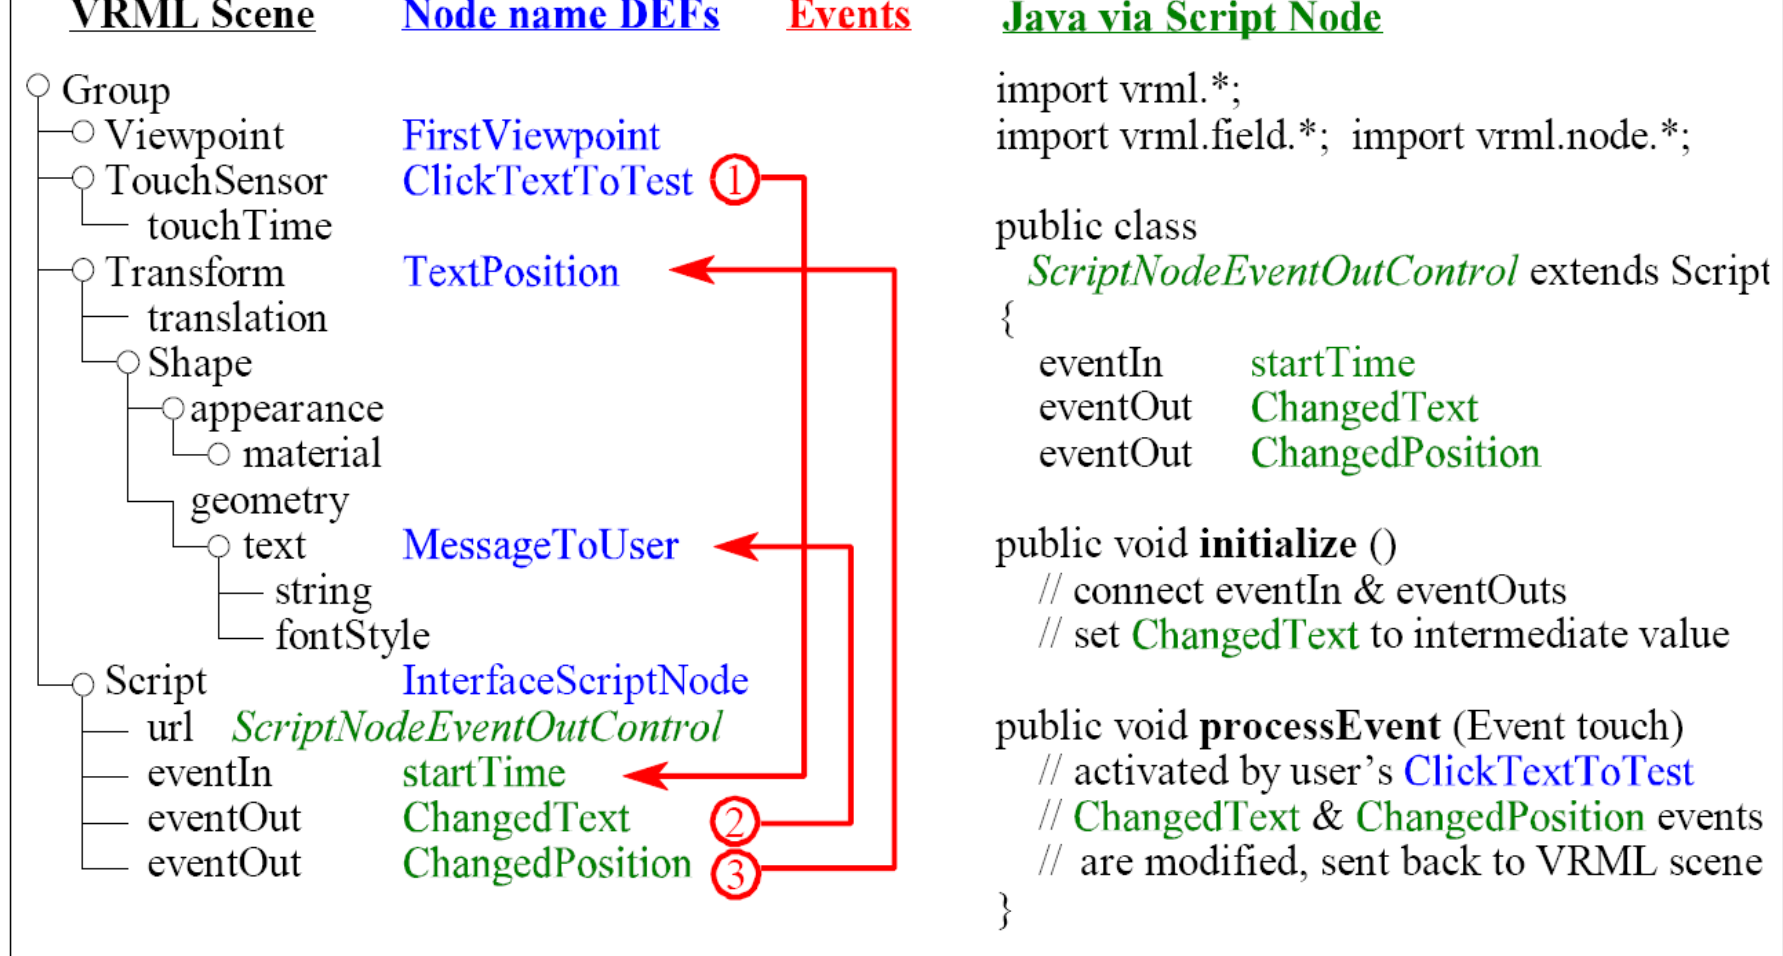 VRML Scene Node name DEFs Events Java via Script Node
Group
Viewpoint FirstViewpoint
TouchSensor ClickTextToTest 1
touchTime
Transform TextPosition
translation
Shape
appearance
material
geometry
text MessageToUser
string
fontStyle
Script InterfaceScriptNode
url ScriptNodeEventOutControl
eventIn startTime
eventOut ChangedText 2
eventOut ChangedPosition 3
import vrml.*;
import vrml.field.*; import vrml.node.*;
public class
ScriptNodeEventOutControl extends Script
{
eventIn startTime
eventOut ChangedText
eventOut ChangedPosition
public void initialize ()
// connect eventIn & eventOuts
// set ChangedText to intermediate value
public void processEvent (Event touch)
// activated by user’s ClickTextToTest
// ChangedText & ChangedPosition events
// are modified, sent back to VRML scene
}